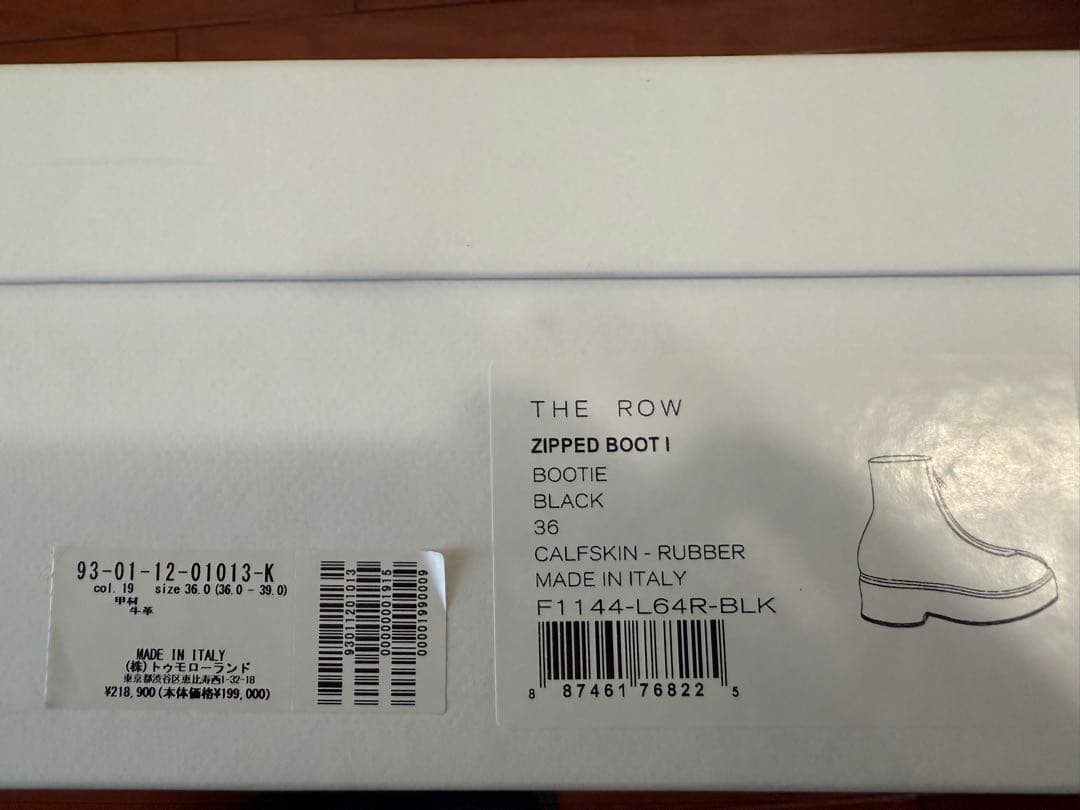 THE ROW
ZIPPED BOOT I
BOOTIE
BLACK
36
CALFSKIN - RUBBER
MADE IN ITALY
F1144-L64R-BLK
8 87461 76822 5
93-01-12-01013-K
col. 19 size 36.0 (36.0 - 39.0)
甲材
牛革
MADE IN ITALY
(株)トゥモローランド
東京都渋谷区恵比寿西1-32-18
¥218,900(本体価格¥199,000)
93011201013
00000001915
00001990009